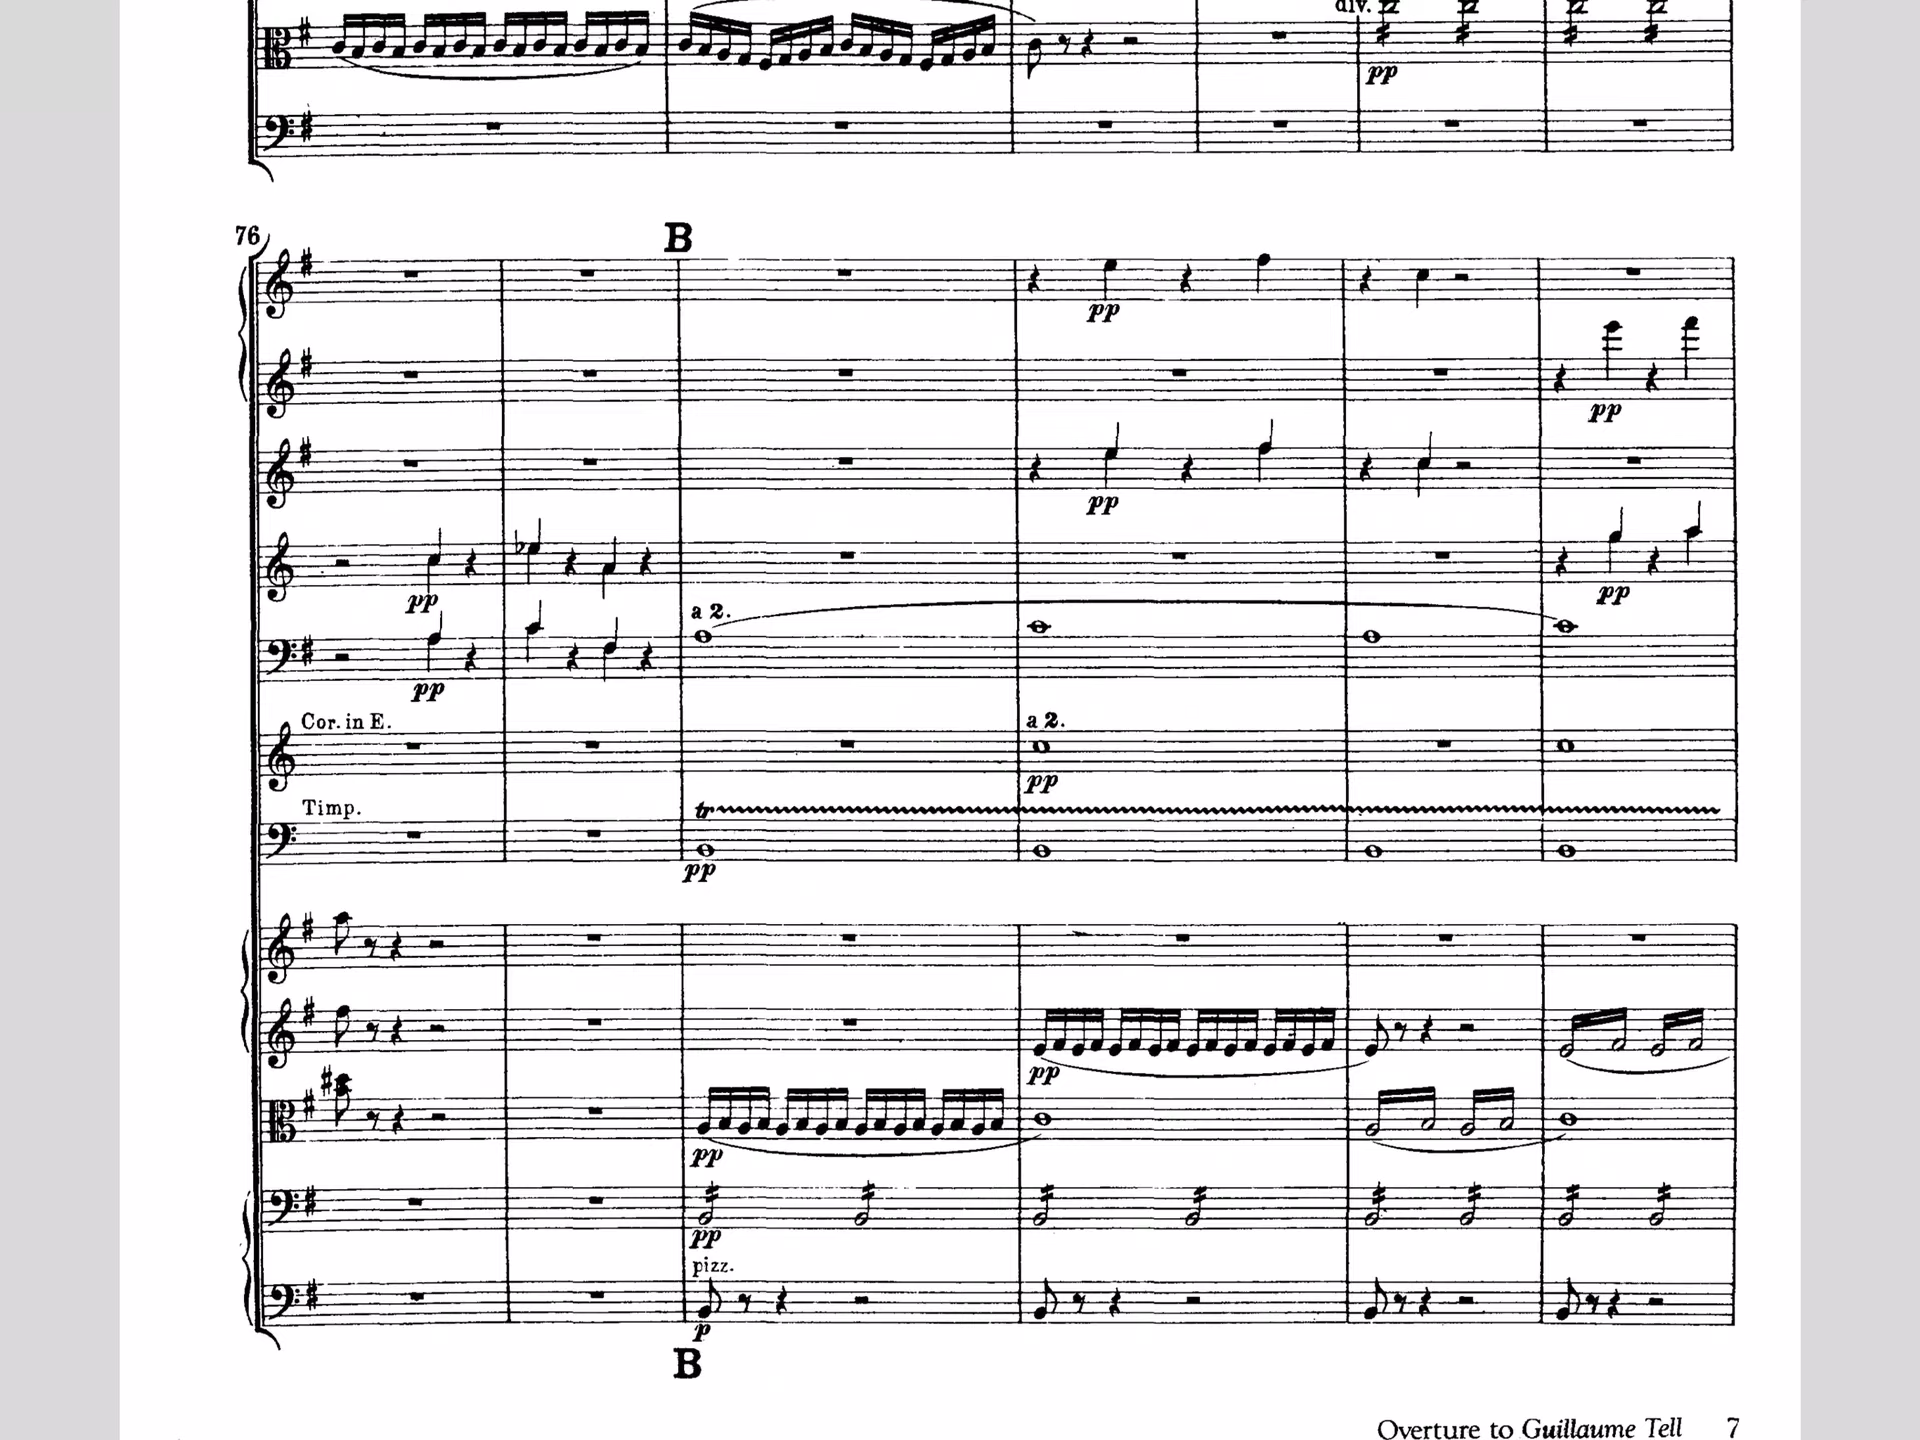 div.
pp
76
B
pp
pp
pp
pp
pp
a 2.
pp
Cor. in E.
a 2.
pp
Timp.
tr
pp
pp
pp
pp
pizz.
p
B
Overture to Guillaume Tell 7